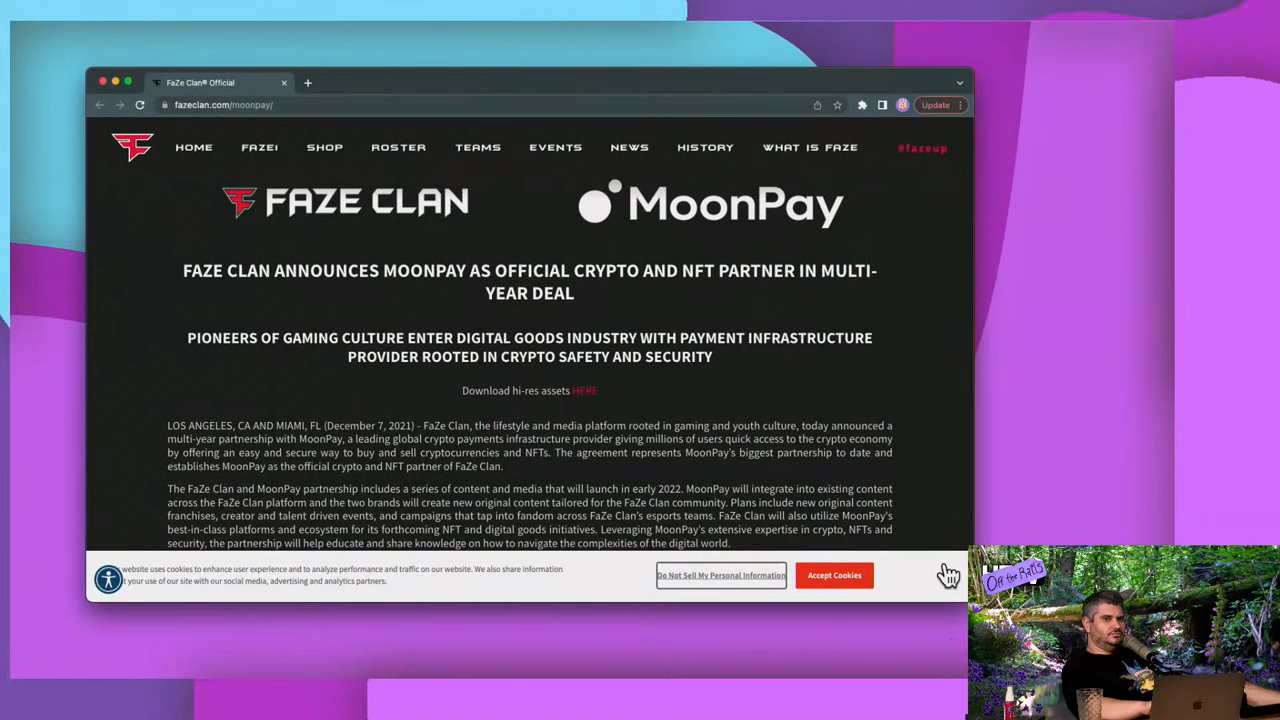 FaZe Clan® Official
fazeclan.com/moonpay/
Update
HOME FAZE1 SHOP ROSTER TEAMS EVENTS NEWS HISTORY WHAT IS FAZE #fazeup
FAZE CLAN MoonPay
FAZE CLAN ANNOUNCES MOONPAY AS OFFICIAL CRYPTO AND NFT PARTNER IN MULTI-
YEAR DEAL
PIONEERS OF GAMING CULTURE ENTER DIGITAL GOODS INDUSTRY WITH PAYMENT INFRASTRUCTURE
PROVIDER ROOTED IN CRYPTO SAFETY AND SECURITY
Download hi-res assets HERE
LOS ANGELES, CA AND MIAMI, FL (December 7, 2021) - FaZe Clan, the lifestyle and media platform rooted in gaming and youth culture, today announced a
multi-year partnership with MoonPay, a leading global crypto payments infrastructure provider giving millions of users quick access to the crypto economy
by offering an easy and secure way to buy and sell cryptocurrencies and NFTs. The agreement represents MoonPay's biggest partnership to date and
establishes MoonPay as the official crypto and NFT partner of FaZe Clan.
The FaZe Clan and MoonPay partnership includes a series of content and media that will launch in early 2022. MoonPay will integrate into existing content
across the FaZe Clan platform and the two brands will create new original content tailored for the FaZe Clan community. Plans include new original content
franchises, creator and talent driven events, and campaigns that tap into fandom across FaZe Clan's esports teams. FaZe Clan will also utilize MoonPay's
best-in-class platforms and ecosystem for its forthcoming NFT and digital goods initiatives. Leveraging MoonPay's extensive expertise in crypto, NFTs and
security, the partnership will help educate and share knowledge on how to navigate the complexities of the digital world.
website uses cookies to enhance user experience and to analyze performance and traffic on our website. We also share information
your use of our site with our social media, advertising and analytics partners.
Do Not Sell My Personal Information
Accept Cookies
Off the Rails